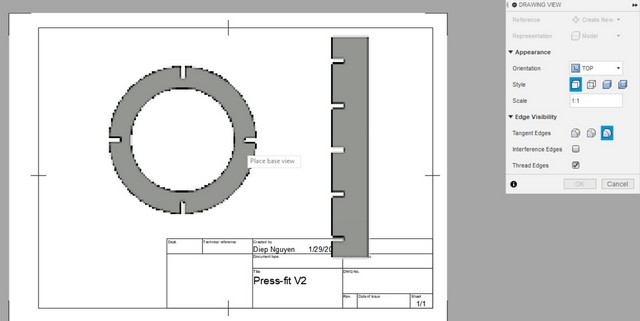 DRAWING VIEW
Reference
Create New
Representation
Model
Appearance
Orientation
TOP
Style
Scale
1:1
Edge Visibility
Tangent Edges
Interference Edges
Thread Edges
OK
Cancel
Place base view
Dept.
Technical reference
Created by
Diep Nguyen
1/29/20
Document type
Title
Press-fit V2
DWG No.
Rev.
Date of issue
Sheet
1/1